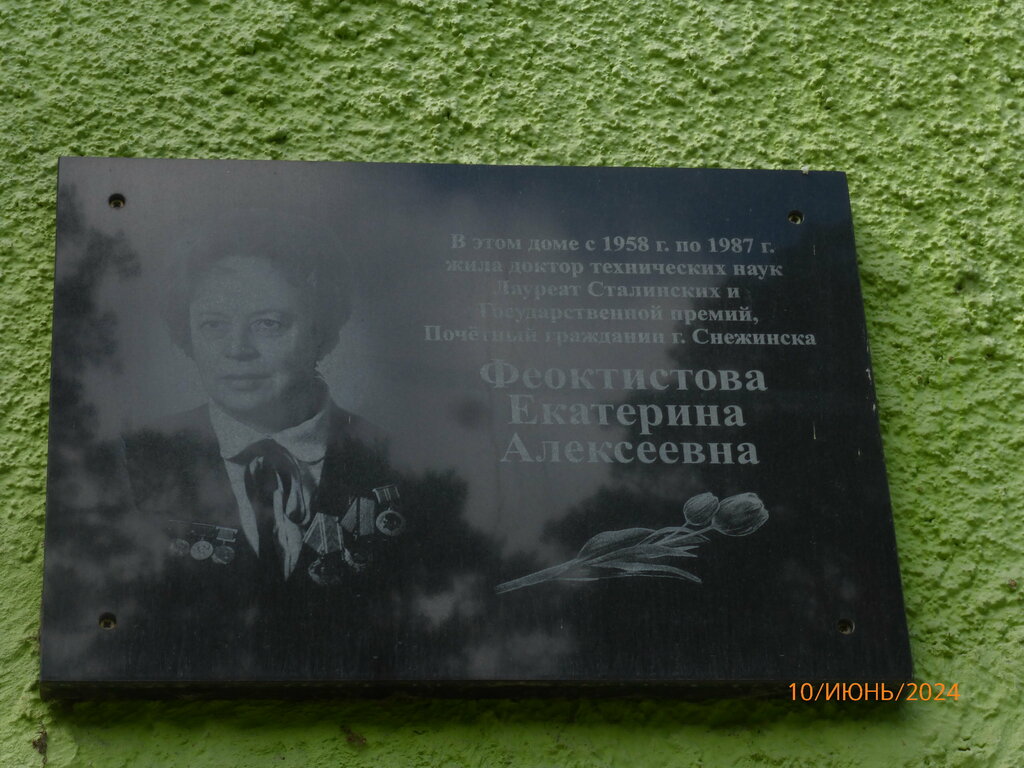 В этом доме с 1958 г. по 1987 г.
жила доктор технических наук
Лауреат Сталинских и
Государственной премий,
Почётный гражданин г. Снежинска
Феоктистова
Екатерина
Алексеевна
10/ИЮНЬ/2024